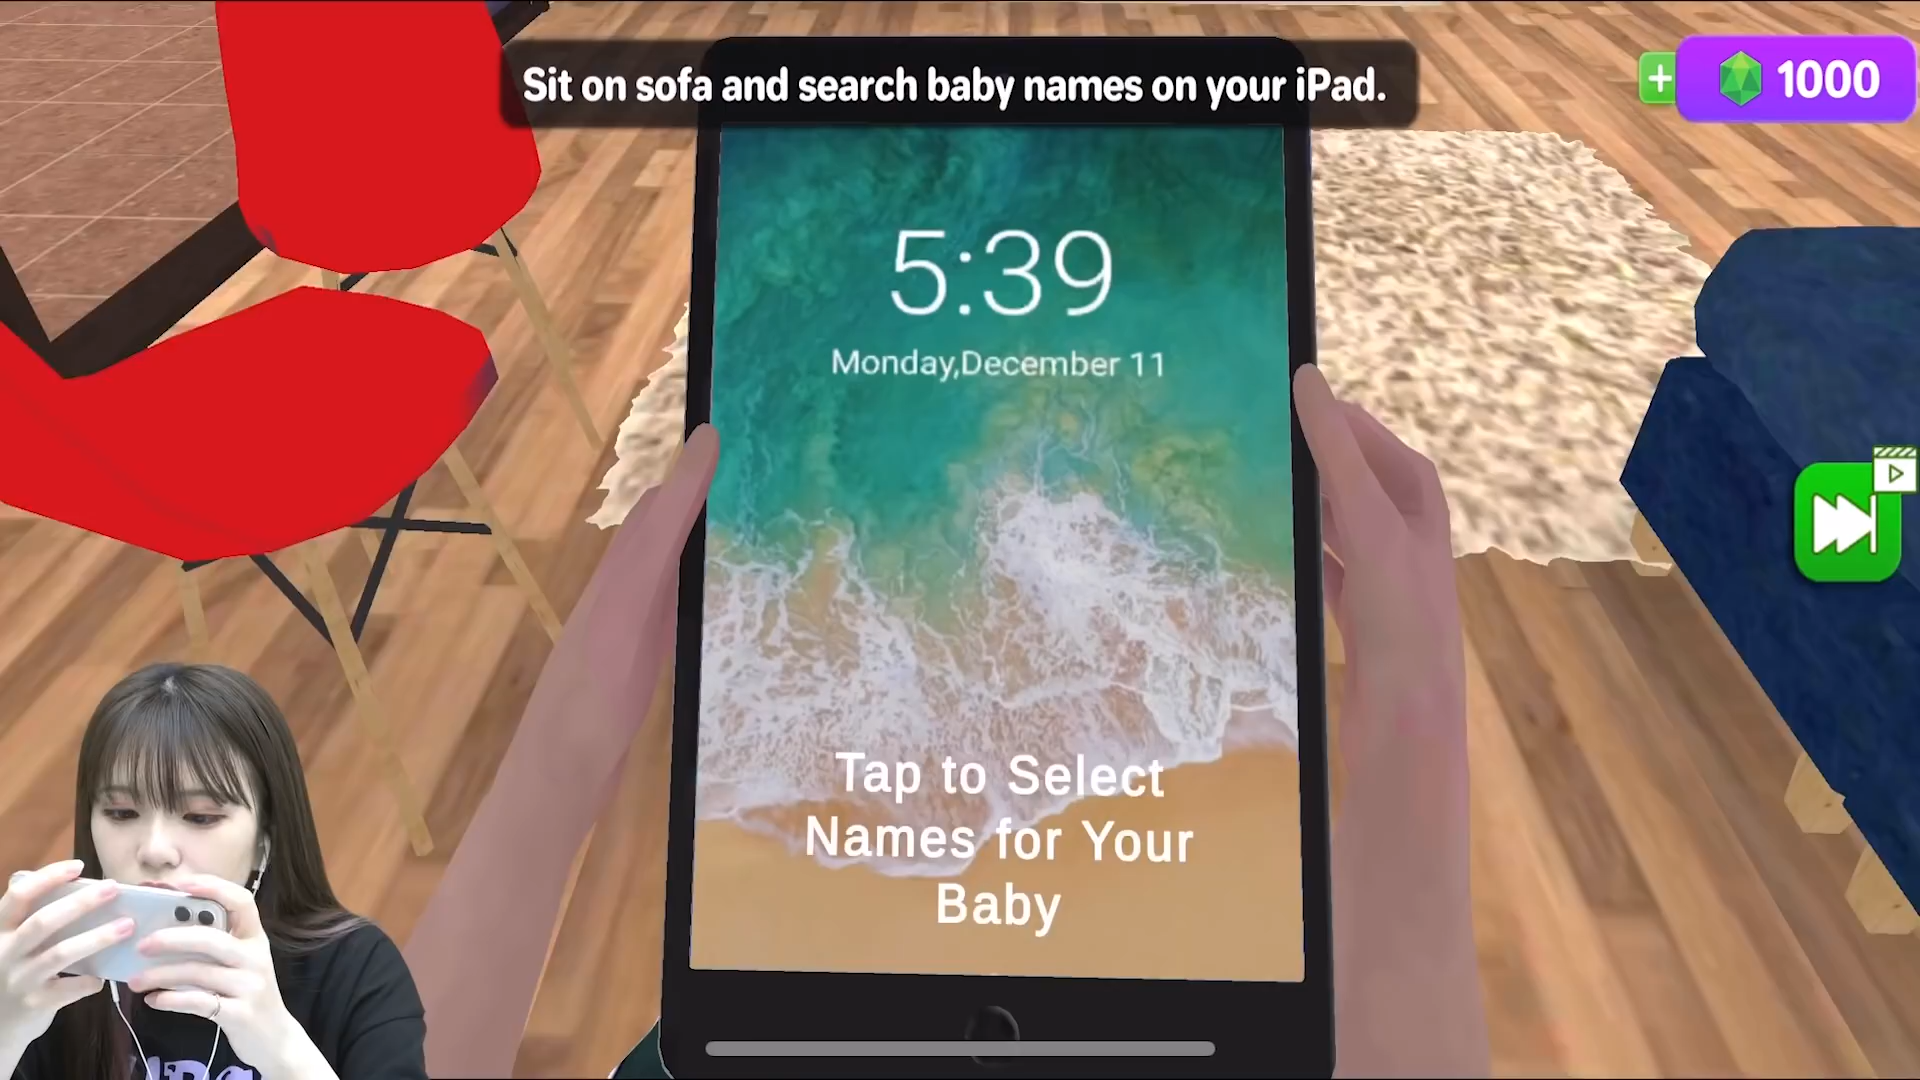 Sit on sofa and search baby names on your iPad.
1000
5:39
Monday,December 11
Tap to Select
Names for Your
Baby